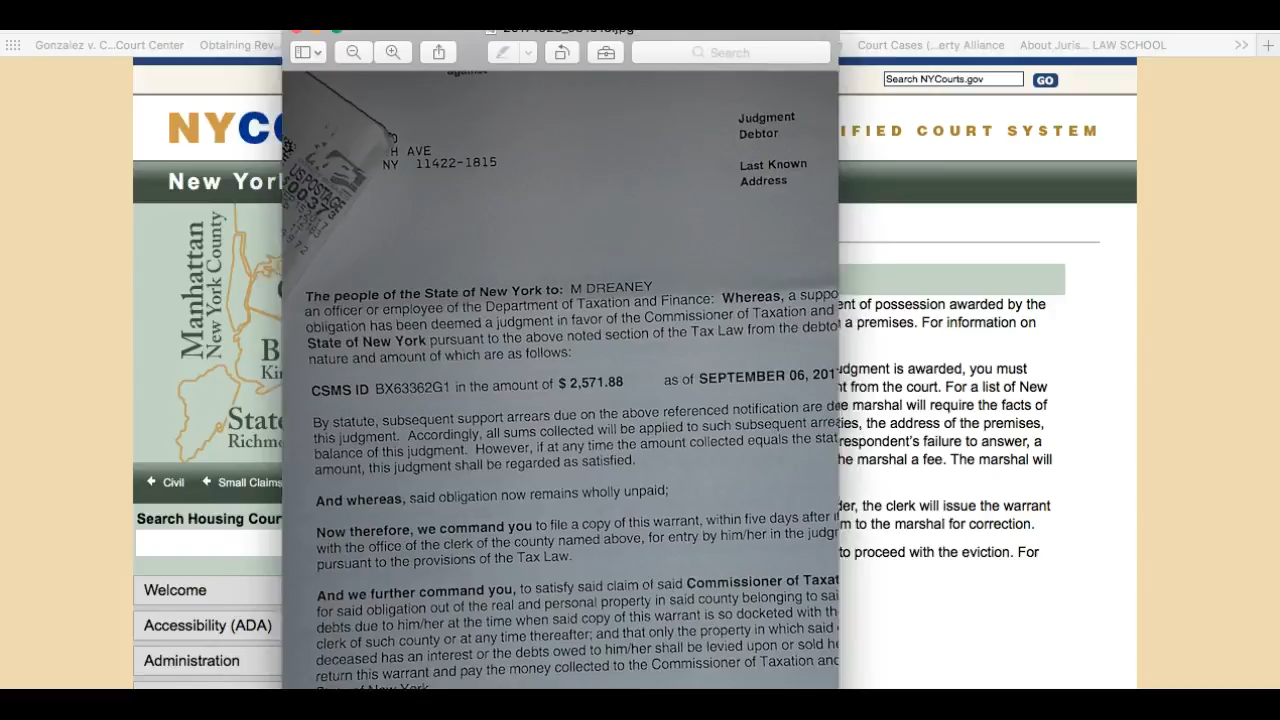 Gonzalez v. C...Court Center
Obtaining Rev...
Court Cases (...erty Alliance
About Juris... LAW SCHOOL
Search
Search NYCourts.gov
GO
NYCO
IFIED COURT SYSTEM
New Yor
against
Judgment
Debtor
H AVE
NY 11422-1815
Last Known
Address
US POSTAG
Manhattan
New York County
B
Kin
State
Richm
The people of the State of New York to: M DREANEY
an officer or employee of the Department of Taxation and Finance: Whereas, a suppo
obligation has been deemed a judgment in favor of the Commissioner of Taxation and
State of New York pursuant to the above noted section of the Tax Law from the debto
nature and amount of which are as follows:
CSMS ID BX63362G1 in the amount of $ 2,571.88 as of SEPTEMBER 06, 201
By statute, subsequent support arrears due on the above referenced notification are de
this judgment. Accordingly, all sums collected will be applied to such subsequent arre
balance of this judgment. However, if at any time the amount collected equals the stat
amount, this judgment shall be regarded as satisfied.
And whereas, said obligation now remains wholly unpaid;
Now therefore, we command you to file a copy of this warrant, within five days after i
with the office of the clerk of the county named above, for entry by him/her in the judg
pursuant to the provisions of the Tax Law.
And we further command you, to satisfy said claim of said Commissioner of Taxat
for said obligation out of the real and personal property in said county belonging to sai
debts due to him/her at the time when said copy of this warrant is so docketed with th
clerk of such county or at any time thereafter; and that only the property in which said
deceased has an interest or the debts owed to him/her shall be levied upon or sold he
return this warrant and pay the money collected to the Commissioner of Taxation and
State of New York
ent of possession awarded by the
a premises. For information on
udgment is awarded, you must
nt from the court. For a list of New
e marshal will require the facts of
ies, the address of the premises,
respondent's failure to answer, a
he marshal a fee. The marshal will
der, the clerk will issue the warrant
m to the marshal for correction.
to proceed with the eviction. For
Civil
Small Claims
Search Housing Cour
Welcome
Accessibility (ADA)
Administration